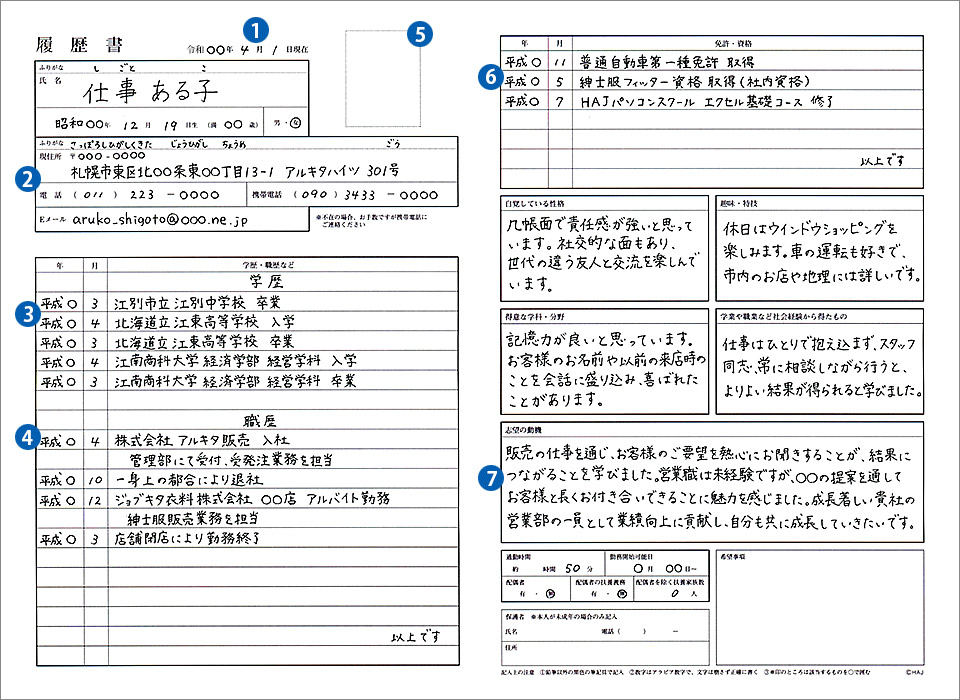 1
履歴書
令和〇〇年 4月 1日現在
5
ふりがな し ごと こ
氏名 仕事 ある子
昭和〇〇年 12月 19日生 (満 〇〇歳) 男・女
ふりがな さっぽろしひがしくきた じょうひがし ちょうめ ごう
2
現住所 〒〇〇〇-〇〇〇〇
札幌市東区北〇〇条東〇〇丁目13-1 アルキタハイツ 301号
電話 (011) 223-〇〇〇〇 携帯電話 (090) 3433-〇〇〇〇
Eメール aruko_shigoto@ooo.ne.jp
※不在の場合、お手数ですが携帯電話に
ご連絡ください
年 月 学歴・職歴など
学歴
3
平成〇 3 江別市立江別中学校 卒業
平成〇 4 北海道立江東高等学校 入学
平成〇 3 北海道立江東高等学校 卒業
平成〇 4 江南商科大学 経済学部 経営学科 入学
平成〇 3 江南商科大学 経済学部 経営学科 卒業
職歴
4
平成〇 4 株式会社 アルキタ販売 入社
管理部にて受付、受発注業務を担当
平成〇 10 一身上の都合により退社
平成〇 12 ジョブキタ衣料株式会社 〇〇店 アルバイト勤務
紳士服販売業務を担当
平成〇 3 店舗閉店により勤務終了
以上です
年 月 免許・資格
6
平成〇 11 普通自動車第一種免許 取得
平成〇 5 紳士服フィッター資格 取得(社内資格)
平成〇 7 HAJパソコンスクール エクセル基礎コース 修了
以上です
自覚している性格
几帳面で責任感が強いと思って
います。社交的な面もあり、
世代の違う友人と交流を楽しんで
います。
趣味・特技
休日はウインドウショッピングを
楽しみます。車の運転も好きで、
市内のお店や地理には詳しいです。
得意な学科・分野
記憶力が良いと思っています。
お客様のお名前や以前の来店時の
ことを会話に盛り込み、喜ばれた
ことがあります。
学業や職業など社会経験から得たもの
仕事はひとりで抱え込まず、スタッフ
同志、常に相談しながら行うと、
よりよい結果が得られると学びました。
志望の動機
7
販売の仕事を通じ、お客様のご要望を熱心にお聞きすることが、結果に
つながることを学びました。営業職は未経験ですが、〇〇の提案を通して
お客様と長くお付き合いできることに魅力を感じました。成長著しい貴社の
営業部の一員として業績向上に貢献し、自分も共に成長していきたいです。
通勤時間 約 時間 50分
勤務開始可能日 〇月 〇〇日~
配偶者 有・無
配偶者の扶養義務 有・無
配偶者を除く扶養家族数 0人
希望事項
保護者 ※本人が未成年の場合のみ記入
氏名 電話( ) -
住所
記入上の注意 ①鉛筆以外の黒色の筆記具で記入 ②数字はアラビア数字で、文字は崩さず正確に書く ③※印のところは該当するものを〇で囲む ©HAJ